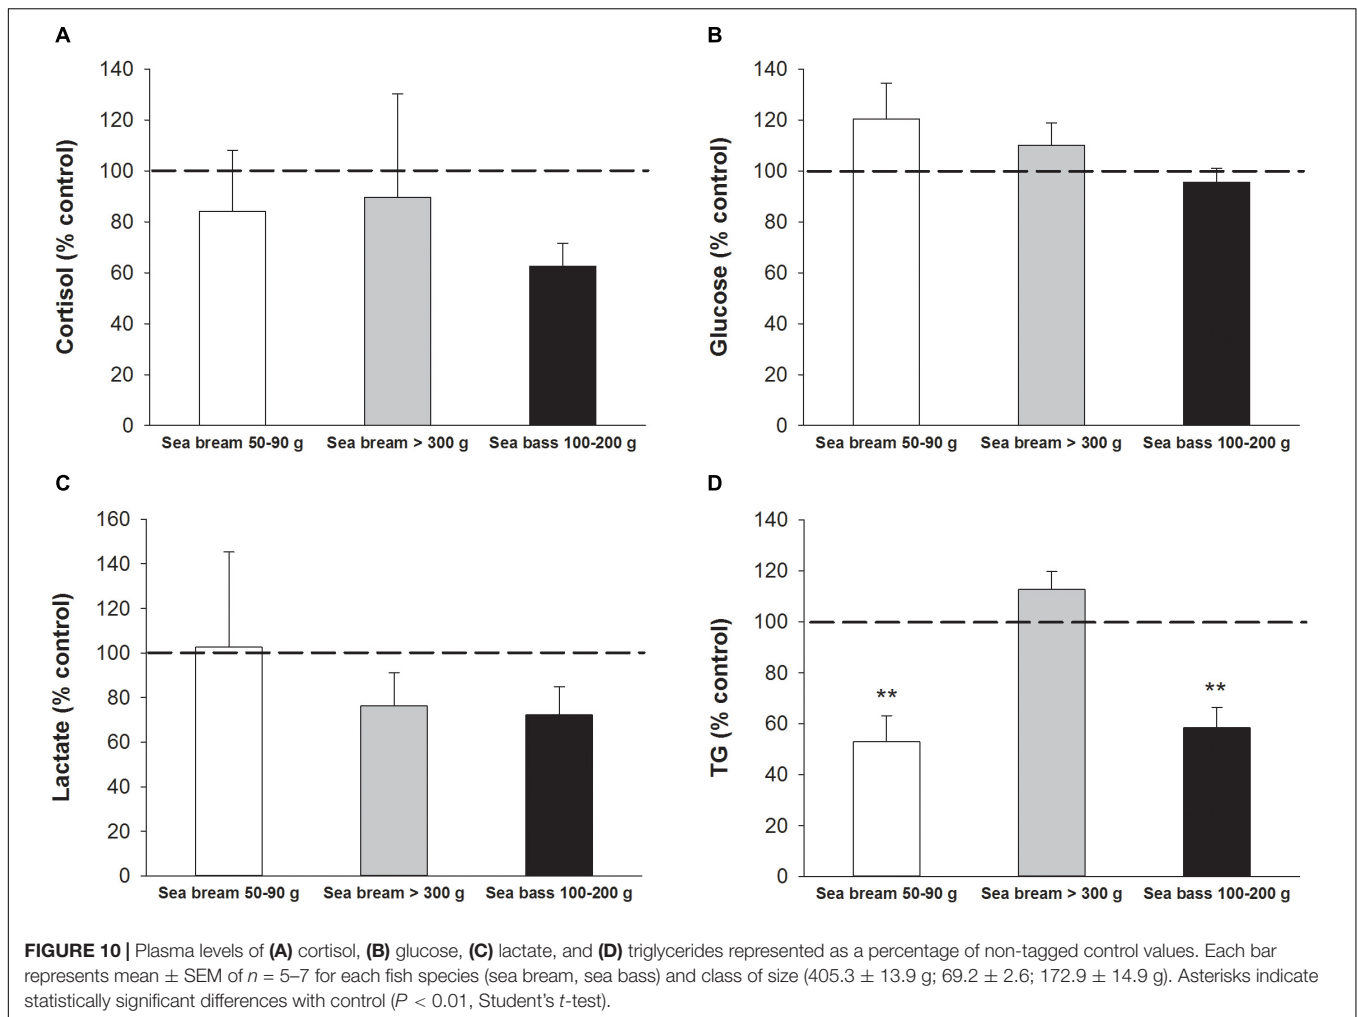 A
140
120
100
80
60
40
20
0
Cortisol (% control)
Sea bream 50-90 g
Sea bream > 300 g
Sea bass 100-200 g
B
140
120
100
80
60
40
20
0
Glucose (% control)
Sea bream 50-90 g
Sea bream > 300 g
Sea bass 100-200 g
C
160
140
120
100
80
60
40
20
0
Lactate (% control)
Sea bream 50-90 g
Sea bream > 300 g
Sea bass 100-200 g
D
140
120
100
80
60
40
20
0
TG (% control)
**
**
Sea bream 50-90 g
Sea bream > 300 g
Sea bass 100-200 g
FIGURE 10 | Plasma levels of (A) cortisol, (B) glucose, (C) lactate, and (D) triglycerides represented as a percentage of non-tagged control values. Each bar
represents mean ± SEM of n = 5–7 for each fish species (sea bream, sea bass) and class of size (405.3 ± 13.9 g; 69.2 ± 2.6; 172.9 ± 14.9 g). Asterisks indicate
statistically significant differences with control (P < 0.01, Student's t-test).